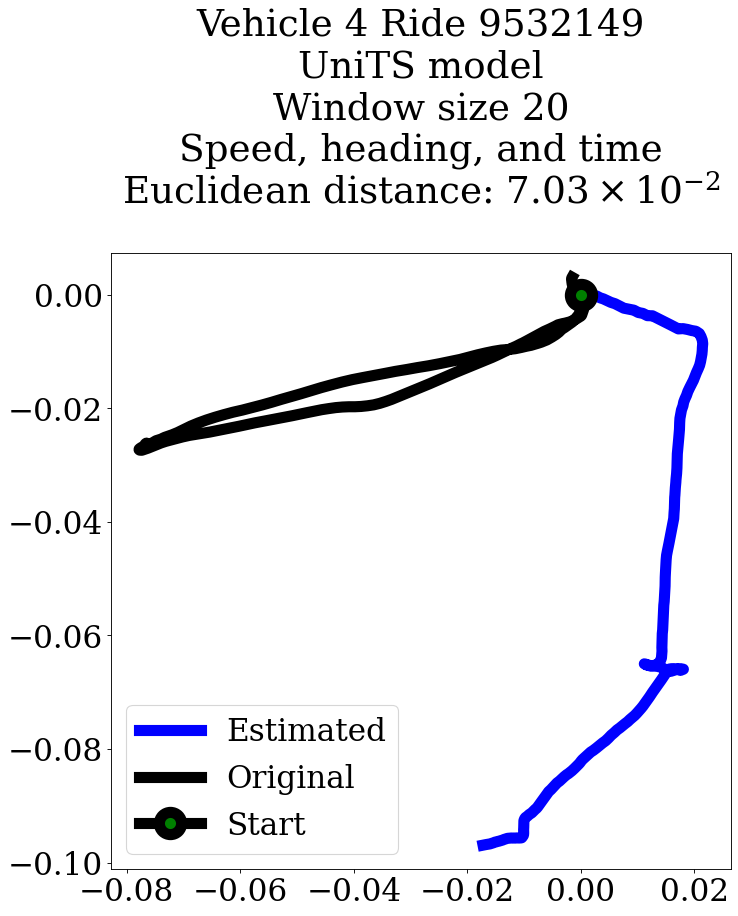 Vehicle 4 Ride 9532149
UniTS model
Window size 20
Speed, heading, and time
Euclidean distance: 7.03 × 10⁻²
0.00
−0.02
−0.04
−0.06
−0.08
−0.10
Estimated
Original
Start
−0.08 −0.06 −0.04 −0.02 0.00 0.02